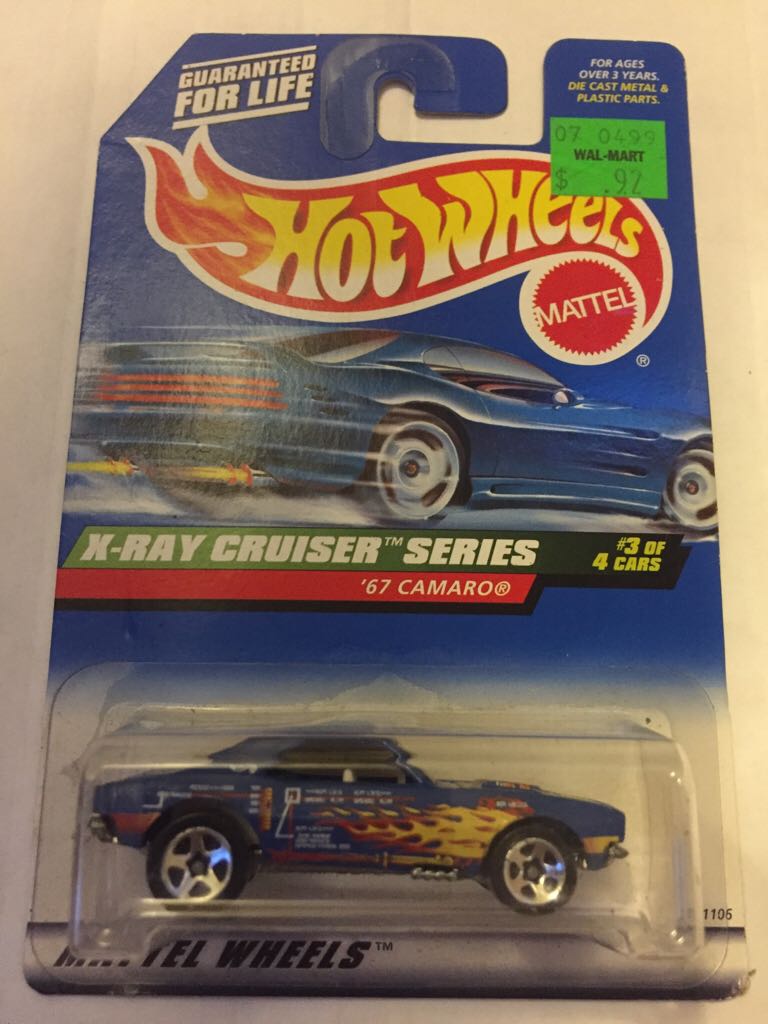 GUARANTEED
FOR LIFE
FOR AGES
OVER 3 YEARS.
DIE CAST METAL &
PLASTIC PARTS.
07 0499
WAL-MART
$ .92
HOT WHEELS
MATTEL
®
X-RAY CRUISER™ SERIES
#3 OF
4 CARS
'67 CAMARO®
1106
MATTEL WHEELS™